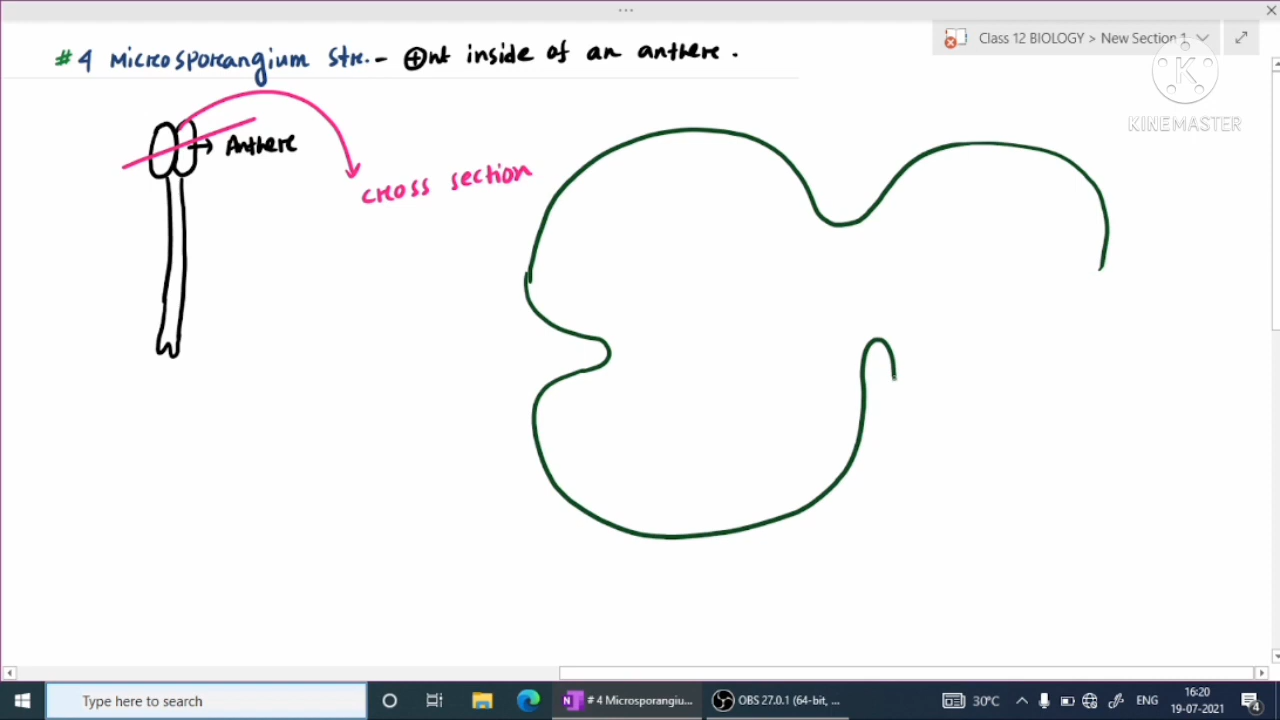 ...
# 4 Microsporangium Str. - ⊕nt inside of an anthere .
Class 12 BIOLOGY > New Section 1
K
KINEMASTER
Anthere
cross section
Type here to search
# 4 Microsporangiu...
OBS 27.0.1 (64-bit, ...
30°C
ENG
16:20
19-07-2021
4